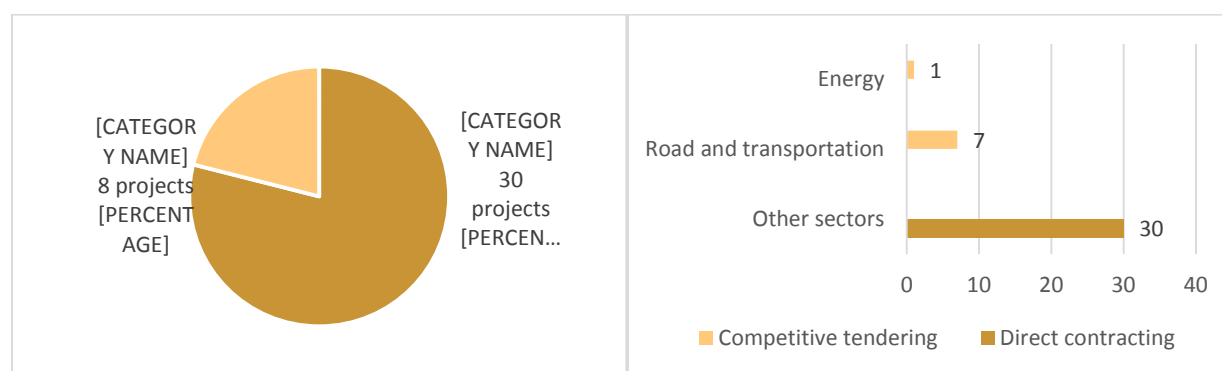 [CATEGOR
Y NAME]
8 projects
[PERCENT
AGE]
[CATEGOR
Y NAME]
30
projects
[PERCEN...
Energy
1
Road and transportation
7
Other sectors
30
0 10 20 30 40
Competitive tendering Direct contracting